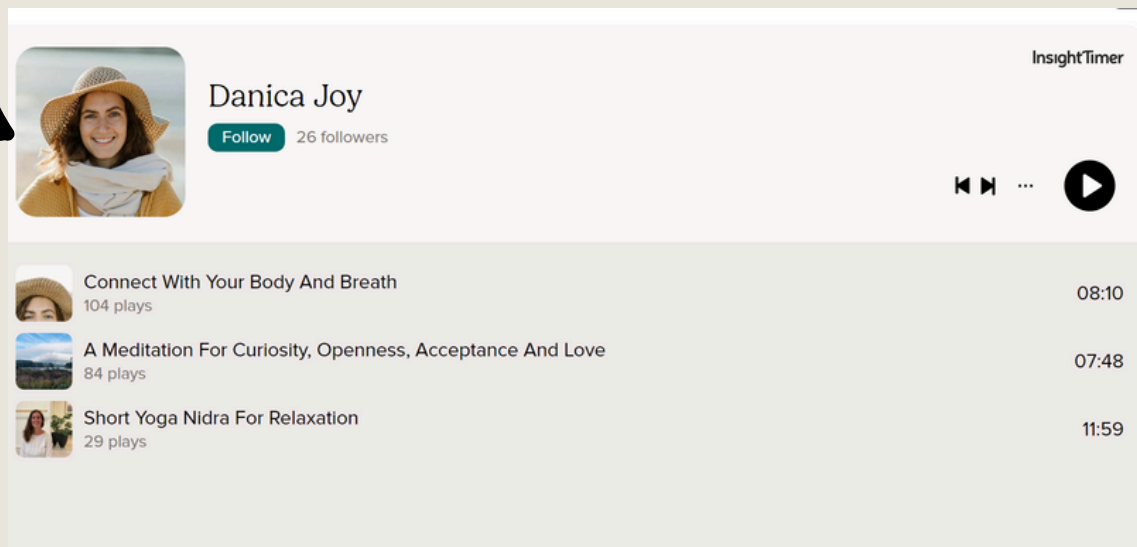 InsightTimer
Danica Joy
Follow 26 followers
Connect With Your Body And Breath
104 plays
08:10
A Meditation For Curiosity, Openness, Acceptance And Love
84 plays
07:48
Short Yoga Nidra For Relaxation
29 plays
11:59